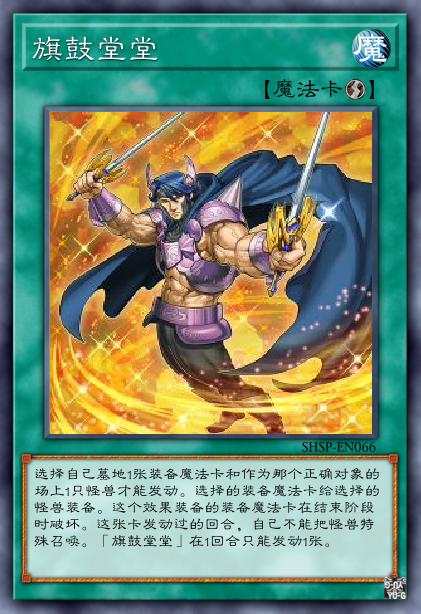 旗鼓堂堂
魔
【魔法卡】
SHSP-EN066
选择自己墓地1张装备魔法卡和作为那个正确对象的
场上1只怪兽才能发动。选择的装备魔法卡给选择的
怪兽装备。这个效果装备的装备魔法卡在结束阶段
时破坏。这张卡发动过的回合，自己不能把怪兽特
殊召唤。「旗鼓堂堂」在1回合只能发动1张。